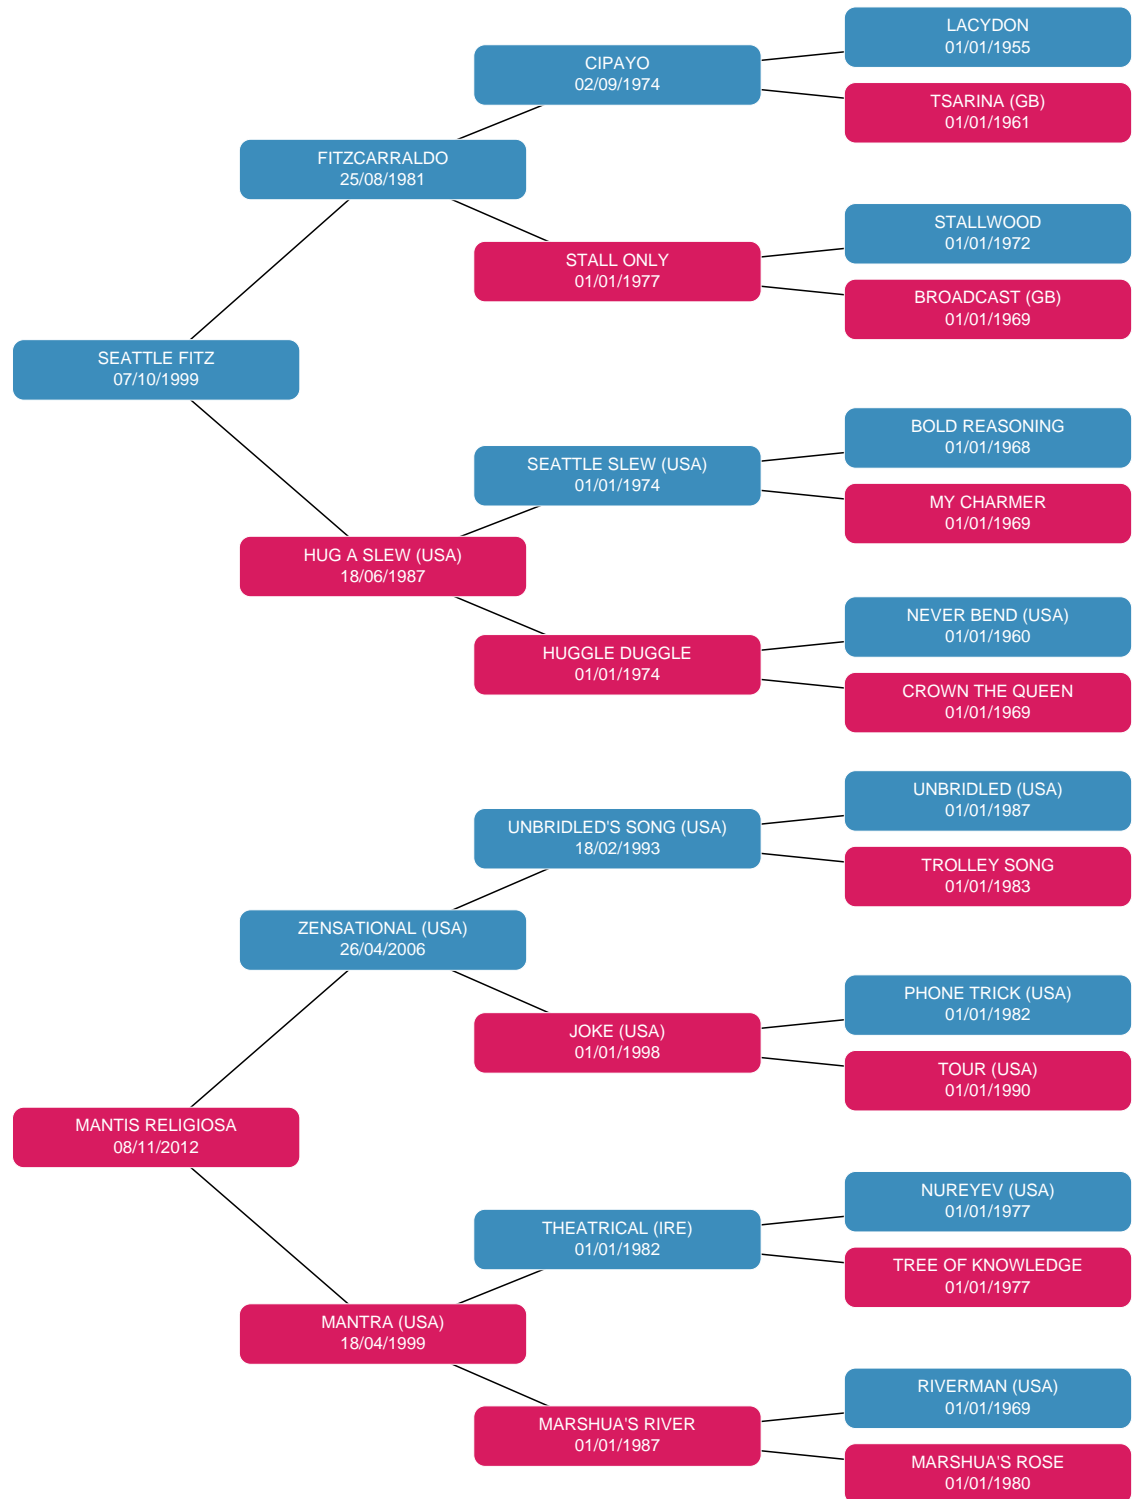 LACYDON
01/01/1955
CIPAYO
02/09/1974
TSARINA (GB)
01/01/1961
FITZCARRALDO
25/08/1981
STALLWOOD
01/01/1972
STALL ONLY
01/01/1977
BROADCAST (GB)
01/01/1969
SEATTLE FITZ
07/10/1999
BOLD REASONING
01/01/1968
SEATTLE SLEW (USA)
01/01/1974
MY CHARMER
01/01/1969
HUG A SLEW (USA)
18/06/1987
NEVER BEND (USA)
01/01/1960
HUGGLE DUGGLE
01/01/1974
CROWN THE QUEEN
01/01/1969
UNBRIDLED (USA)
01/01/1987
UNBRIDLED'S SONG (USA)
18/02/1993
TROLLEY SONG
01/01/1983
ZENSATIONAL (USA)
26/04/2006
PHONE TRICK (USA)
01/01/1982
JOKE (USA)
01/01/1998
TOUR (USA)
01/01/1990
MANTIS RELIGIOSA
08/11/2012
NUREYEV (USA)
01/01/1977
THEATRICAL (IRE)
01/01/1982
TREE OF KNOWLEDGE
01/01/1977
MANTRA (USA)
18/04/1999
RIVERMAN (USA)
01/01/1969
MARSHUA'S RIVER
01/01/1987
MARSHUA'S ROSE
01/01/1980